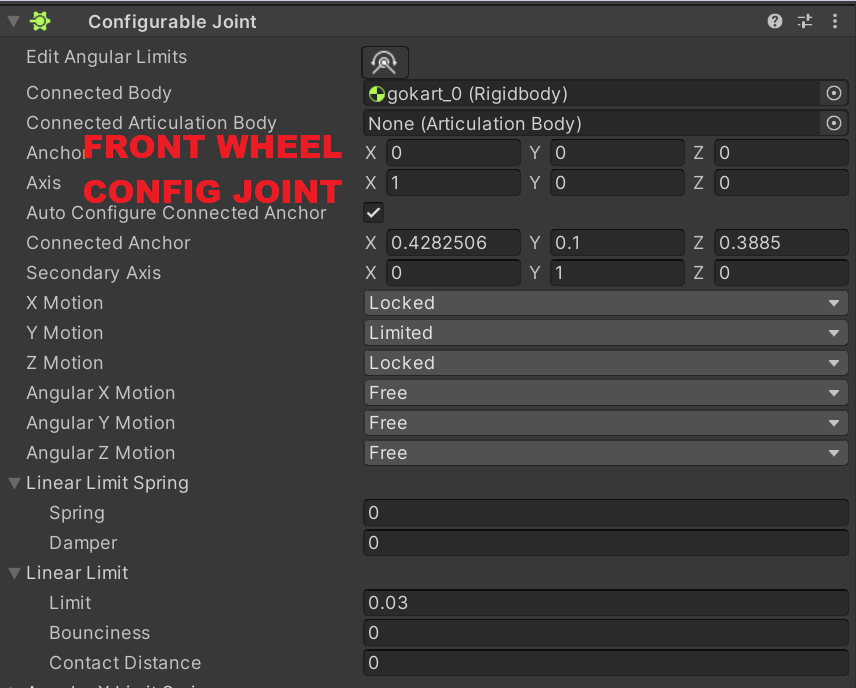 Configurable Joint
Edit Angular Limits
Connected Body gokart_0 (Rigidbody)
Connected Articulation Body None (Articulation Body)
FRONT WHEEL
Anchor X 0 Y 0 Z 0
Axis X 1 Y 0 Z 0
CONFIG JOINT
Auto Configure Connected Anchor
Connected Anchor X 0.4282506 Y 0.1 Z 0.3885
Secondary Axis X 0 Y 1 Z 0
X Motion Locked
Y Motion Limited
Z Motion Locked
Angular X Motion Free
Angular Y Motion Free
Angular Z Motion Free
Linear Limit Spring
Spring 0
Damper 0
Linear Limit
Limit 0.03
Bounciness 0
Contact Distance 0